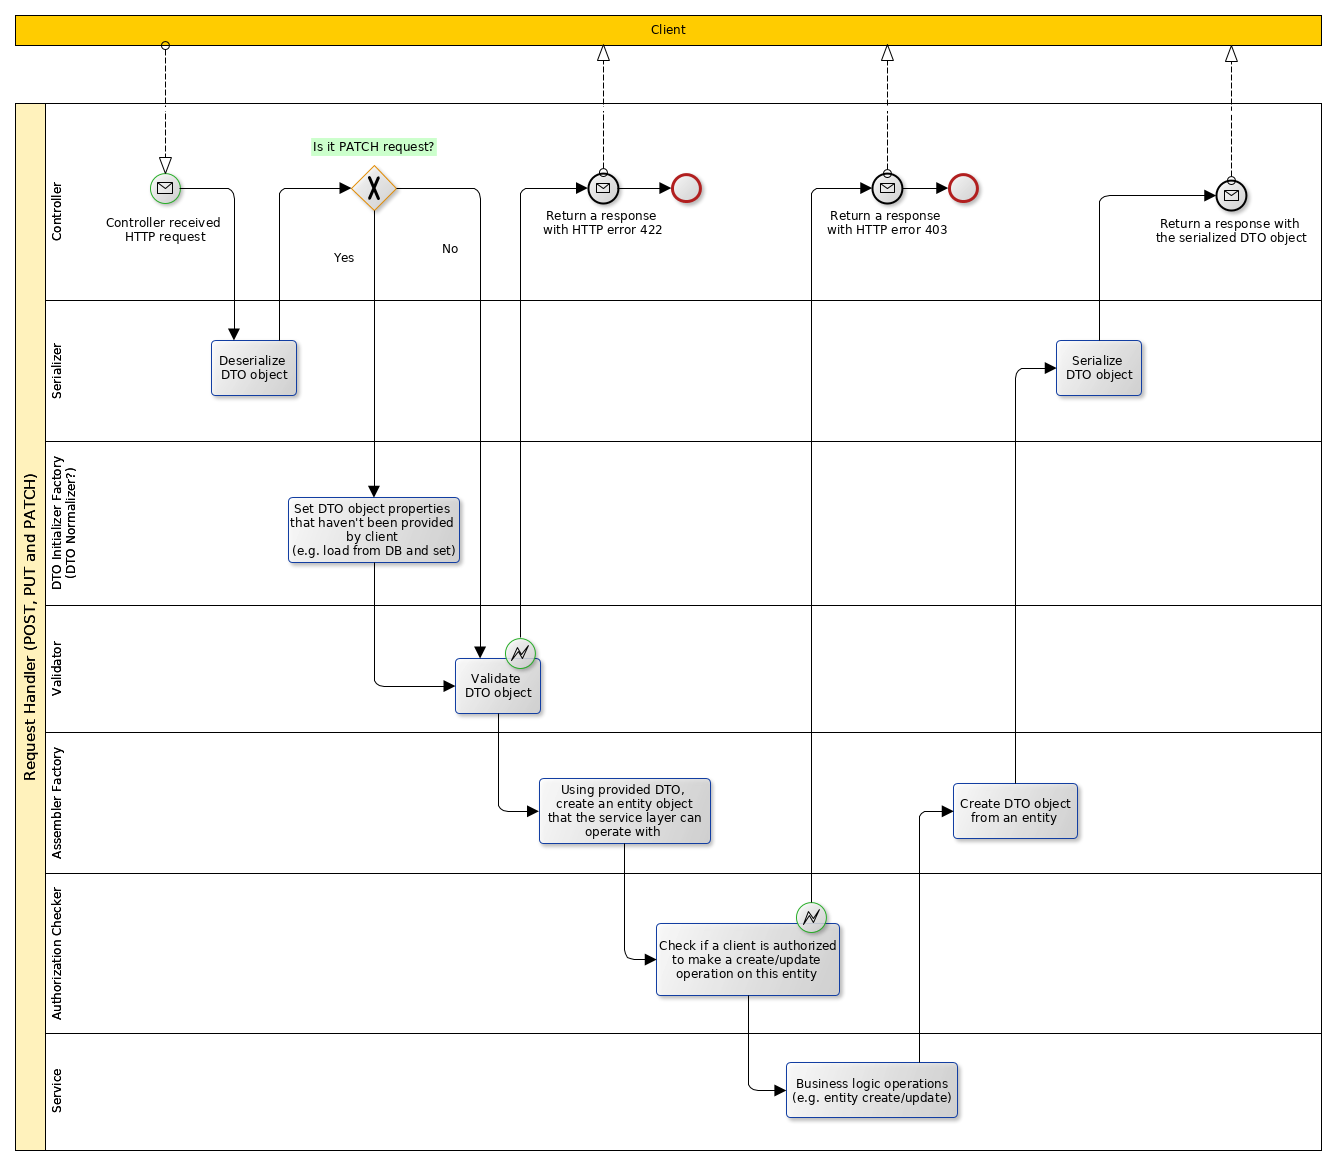 Client
Request Handler (POST, PUT and PATCH)
Controller
Is it PATCH request?
Controller received
HTTP request
Yes
No
Return a response
with HTTP error 422
Return a response
with HTTP error 403
Return a response with
the serialized DTO object
Serializer
Deserialize
DTO object
Serialize
DTO object
DTO Initializer Factory
(DTO Normalizer?)
Set DTO object properties
that haven't been provided
by client
(e.g. load from DB and set)
Validator
Validate
DTO object
Assembler Factory
Using provided DTO,
create an entity object
that the service layer can
operate with
Create DTO object
from an entity
Authorization Checker
Check if a client is authorized
to make a create/update
operation on this entity
Service
Business logic operations
(e.g. entity create/update)